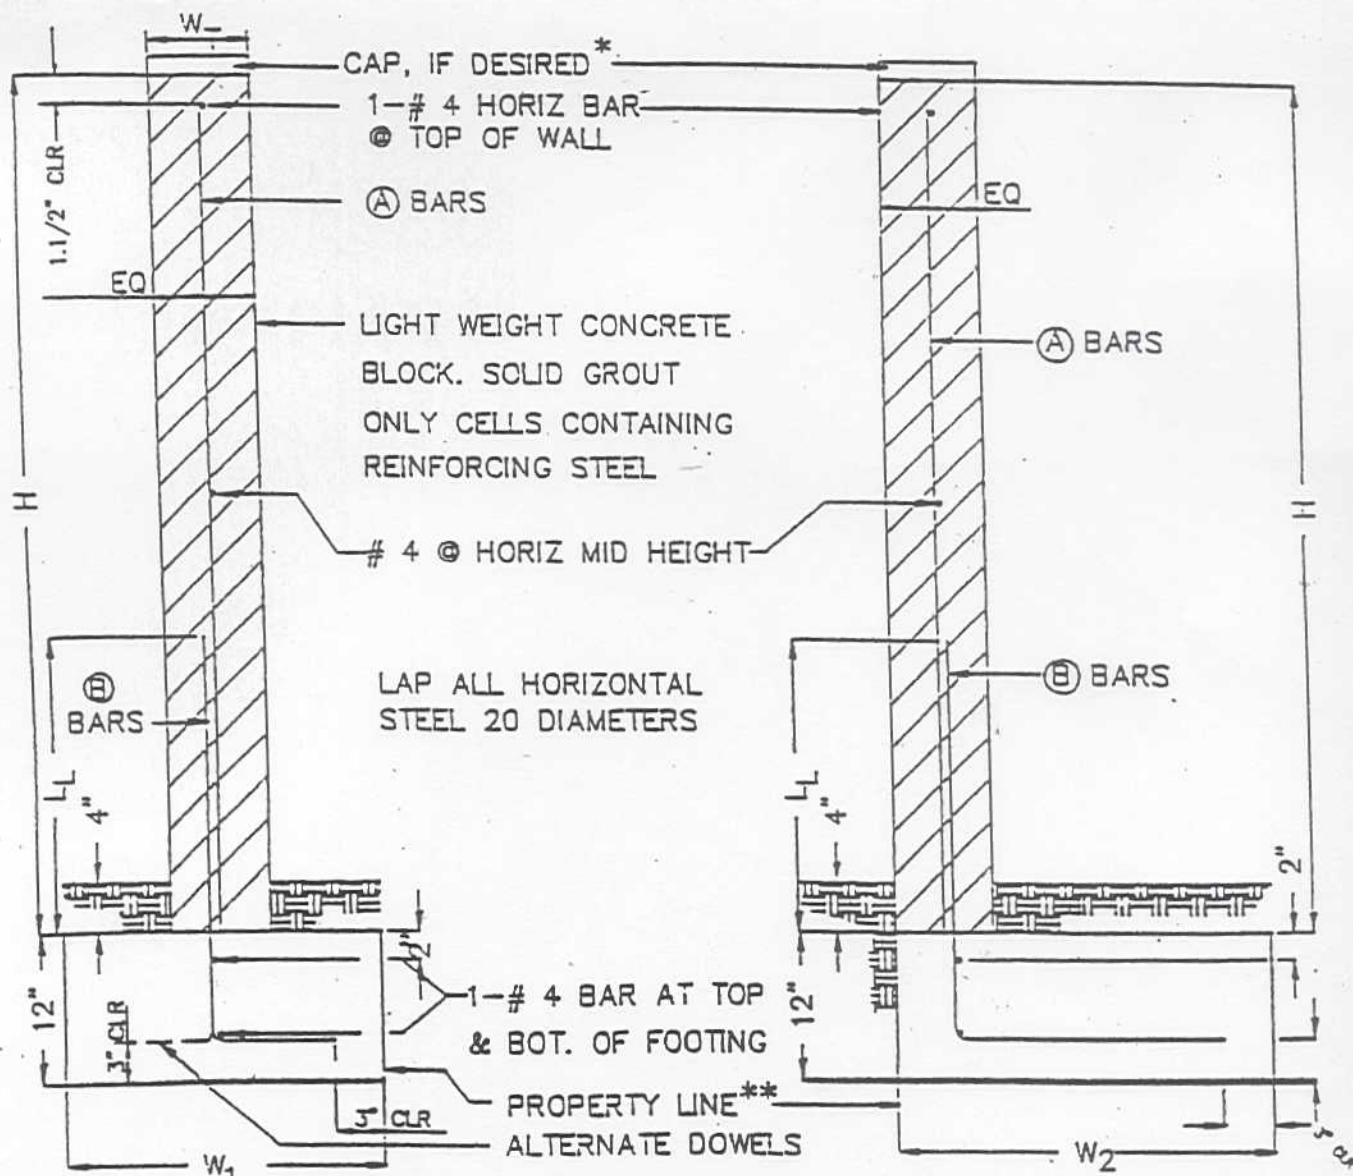 W
CAP, IF DESIRED*
1-# 4 HORIZ BAR
@ TOP OF WALL
1.1/2" CLR
Ⓐ BARS
EQ
EQ
LIGHT WEIGHT CONCRETE
BLOCK. SOLID GROUT
ONLY CELLS CONTAINING
REINFORCING STEEL
Ⓐ BARS
H
H
# 4 @ HORIZ MID HEIGHT
Ⓑ
BARS
LAP ALL HORIZONTAL
STEEL 20 DIAMETERS
Ⓑ BARS
LL
4"
LL
4"
2"
2"
12"
3" CLR
1-# 4 BAR AT TOP
& BOT. OF FOOTING
12"
PROPERTY LINE**
3" CLR
ALTERNATE DOWELS
W1
W2